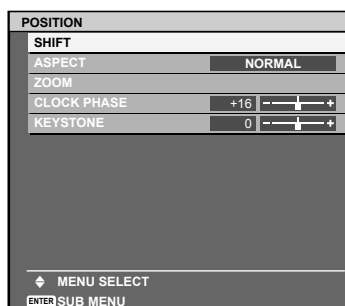 POSITION
SHIFT
ASPECT NORMAL
ZOOM
CLOCK PHASE +16 - +
KEYSTONE 0 - +
MENU SELECT
ENTER SUB MENU